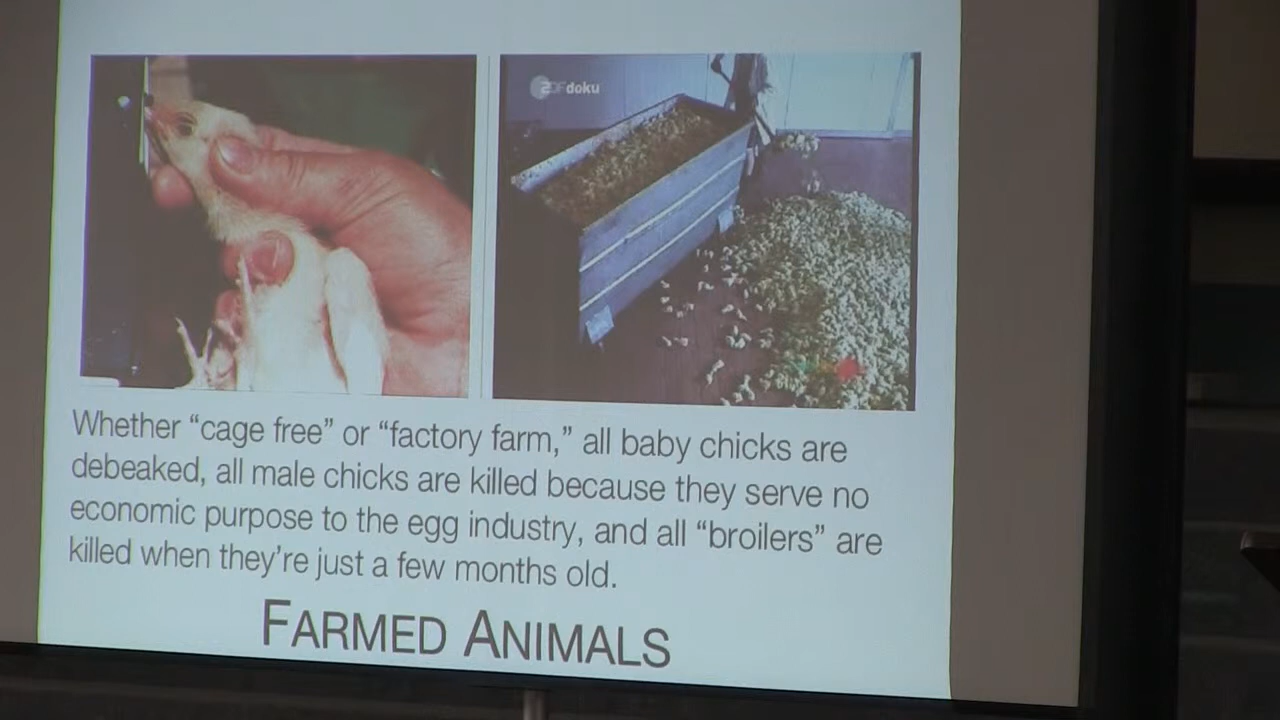 ZDFdoku
Whether “cage free” or “factory farm,” all baby chicks are
debeaked, all male chicks are killed because they serve no
economic purpose to the egg industry, and all “broilers” are
killed when they’re just a few months old.
FARMED ANIMALS